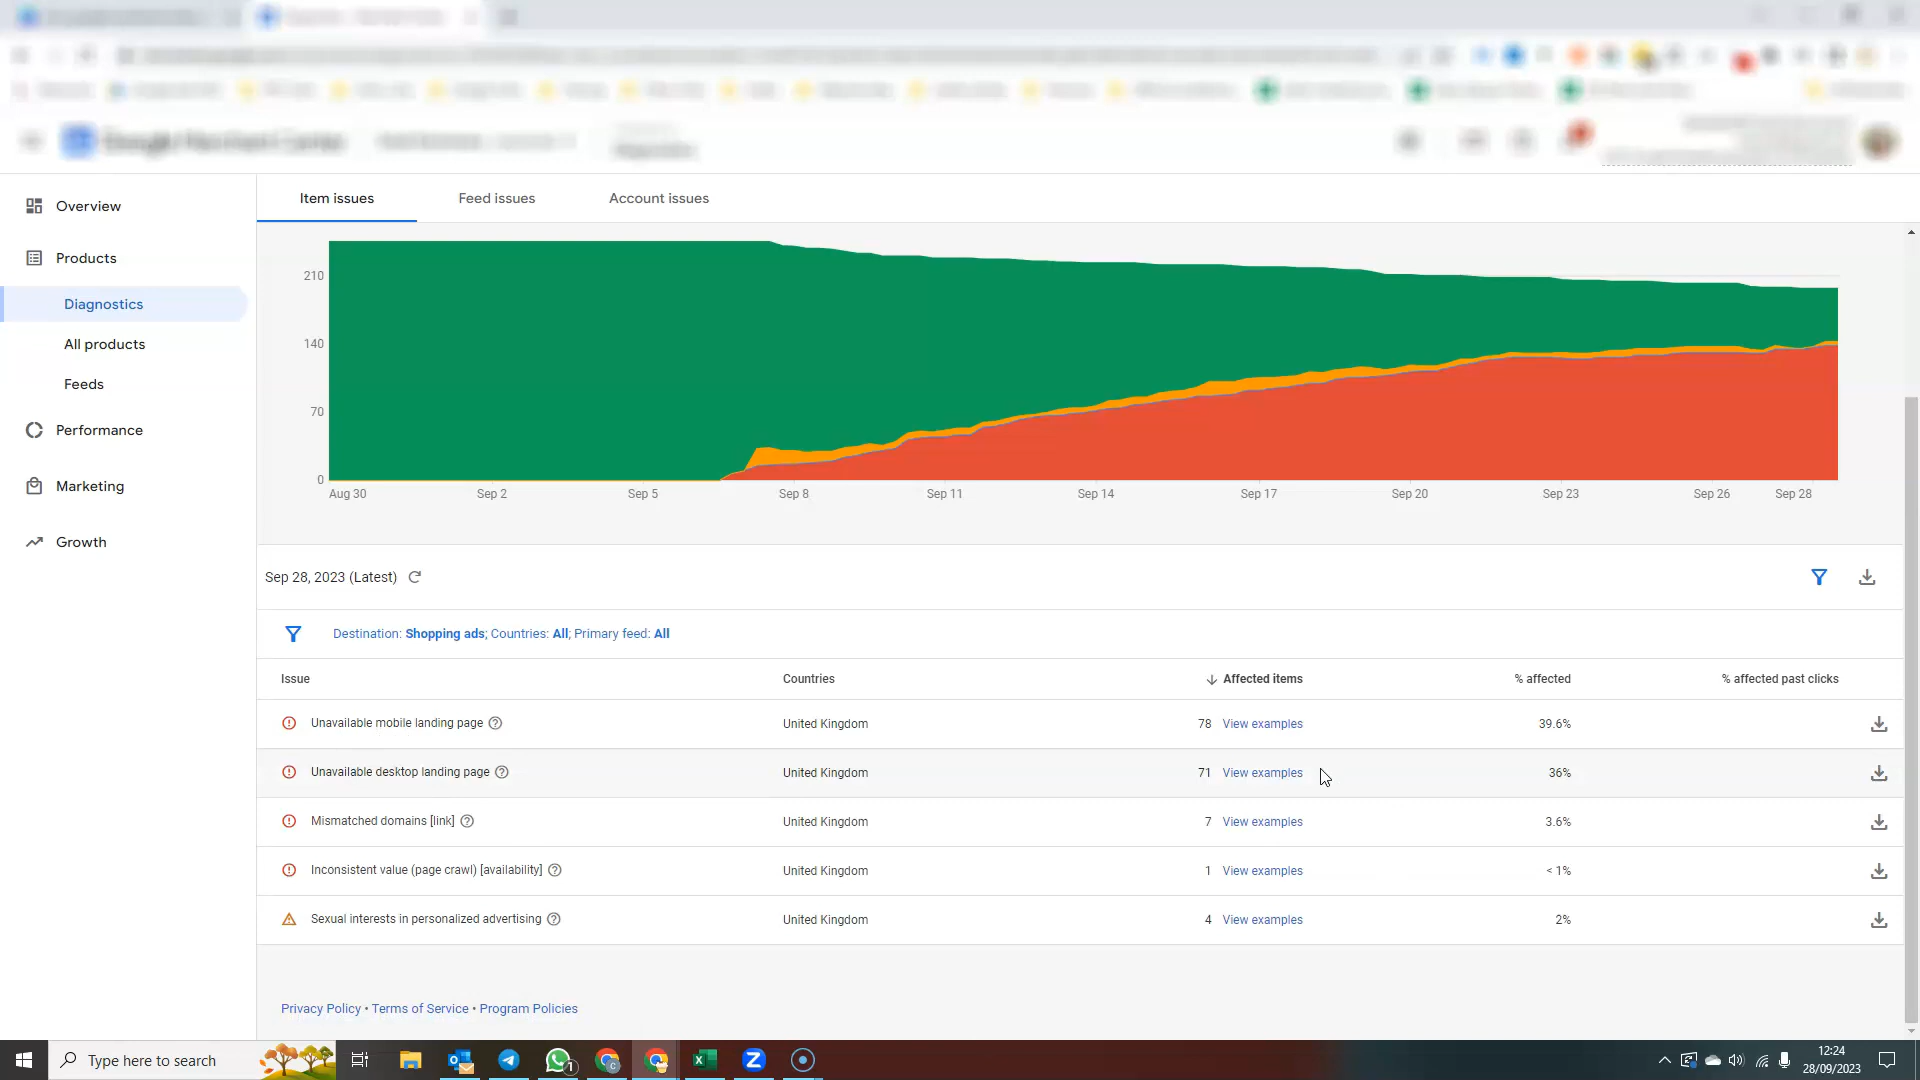 Overview
Products
Diagnostics
All products
Feeds
Performance
Marketing
Growth
Item issues Feed issues Account issues
210
140
70
0
Aug 30 Sep 2 Sep 5 Sep 8 Sep 11 Sep 14 Sep 17 Sep 20 Sep 23 Sep 26 Sep 28
Sep 28, 2023 (Latest)
Destination: Shopping ads; Countries: All; Primary feed: All
Issue Countries Affected items % affected % affected past clicks
Unavailable mobile landing page United Kingdom 78 View examples 39.6%
Unavailable desktop landing page United Kingdom 71 View examples 36%
Mismatched domains [link] United Kingdom 7 View examples 3.6%
Inconsistent value (page crawl) [availability] United Kingdom 1 View examples < 1%
Sexual interests in personalized advertising United Kingdom 4 View examples 2%
Privacy Policy • Terms of Service • Program Policies
Type here to search
12:24
28/09/2023